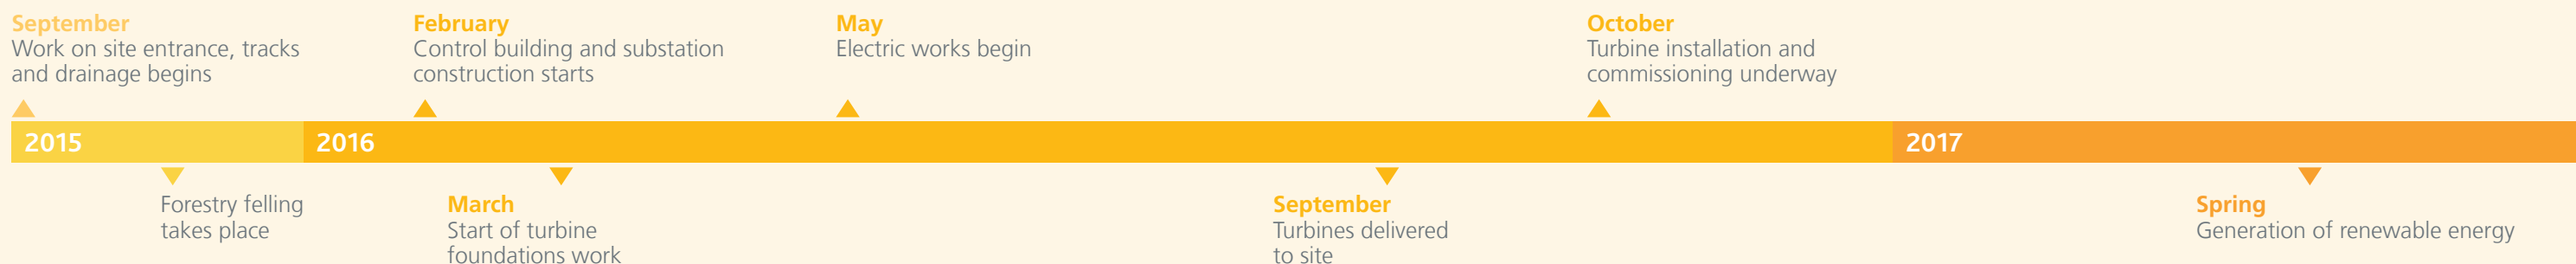 September
Work on site entrance, tracks
and drainage begins
February
Control building and substation
construction starts
May
Electric works begin
October
Turbine installation and
commissioning underway
2015
2016
2017
Forestry felling
takes place
March
Start of turbine
foundations work
September
Turbines delivered
to site
Spring
Generation of renewable energy